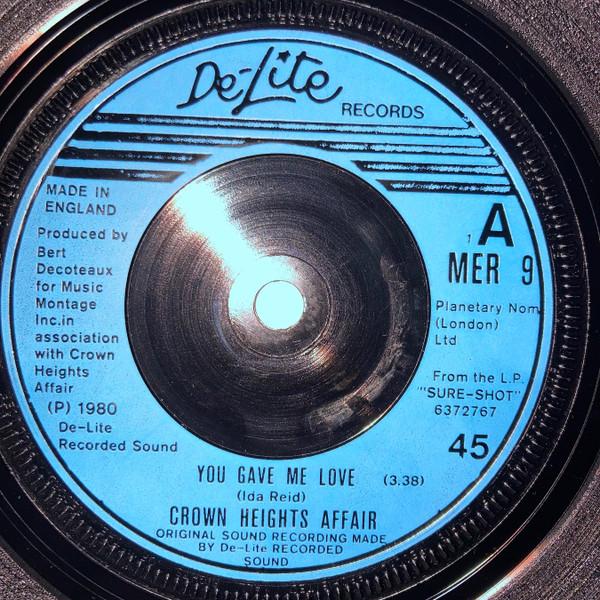 De-Lite
RECORDS
MADE IN
ENGLAND
Produced by
Bert
Decoteaux
for Music
Montage
Inc.in
association
with Crown
Heights
Affair
(P) 1980
De-Lite
Recorded Sound
1 A
MER 9
Planetary Nom
(London)
Ltd
From the L.P.
"'SURE-SHOT"
6372767
45
YOU GAVE ME LOVE (3.38)
(Ida Reid)
CROWN HEIGHTS AFFAIR
ORIGINAL SOUND RECORDING MADE
BY De-Lite RECORDED
SOUND